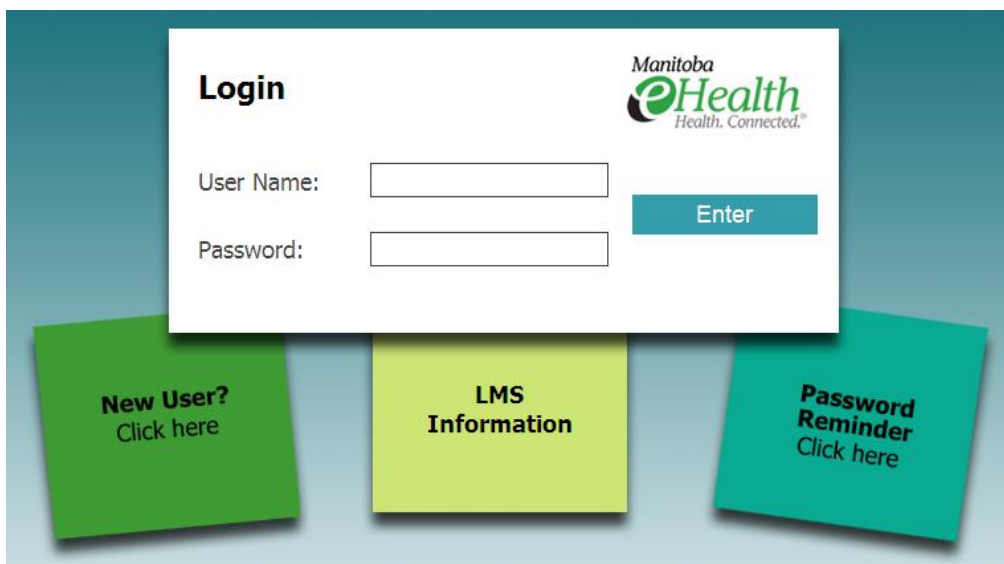 Login
Manitoba
eHealth
Health. Connected.®
User Name:
Enter
Password:
New User?
Click here
LMS
Information
Password
Reminder
Click here